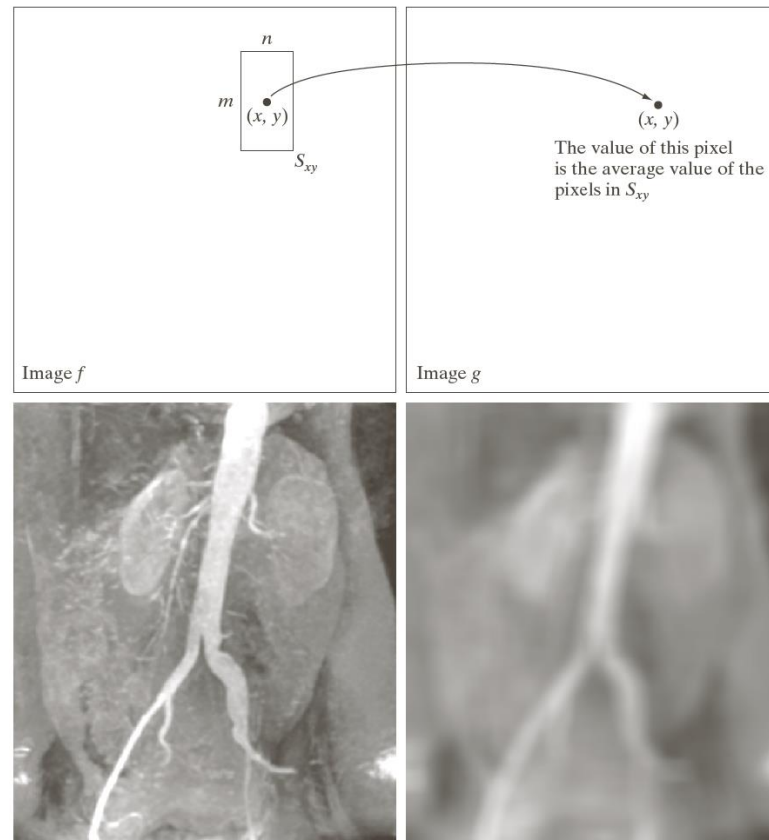 n
m
(x, y)
S_xy
Image f
(x, y)
The value of this pixel
is the average value of the
pixels in S_xy
Image g